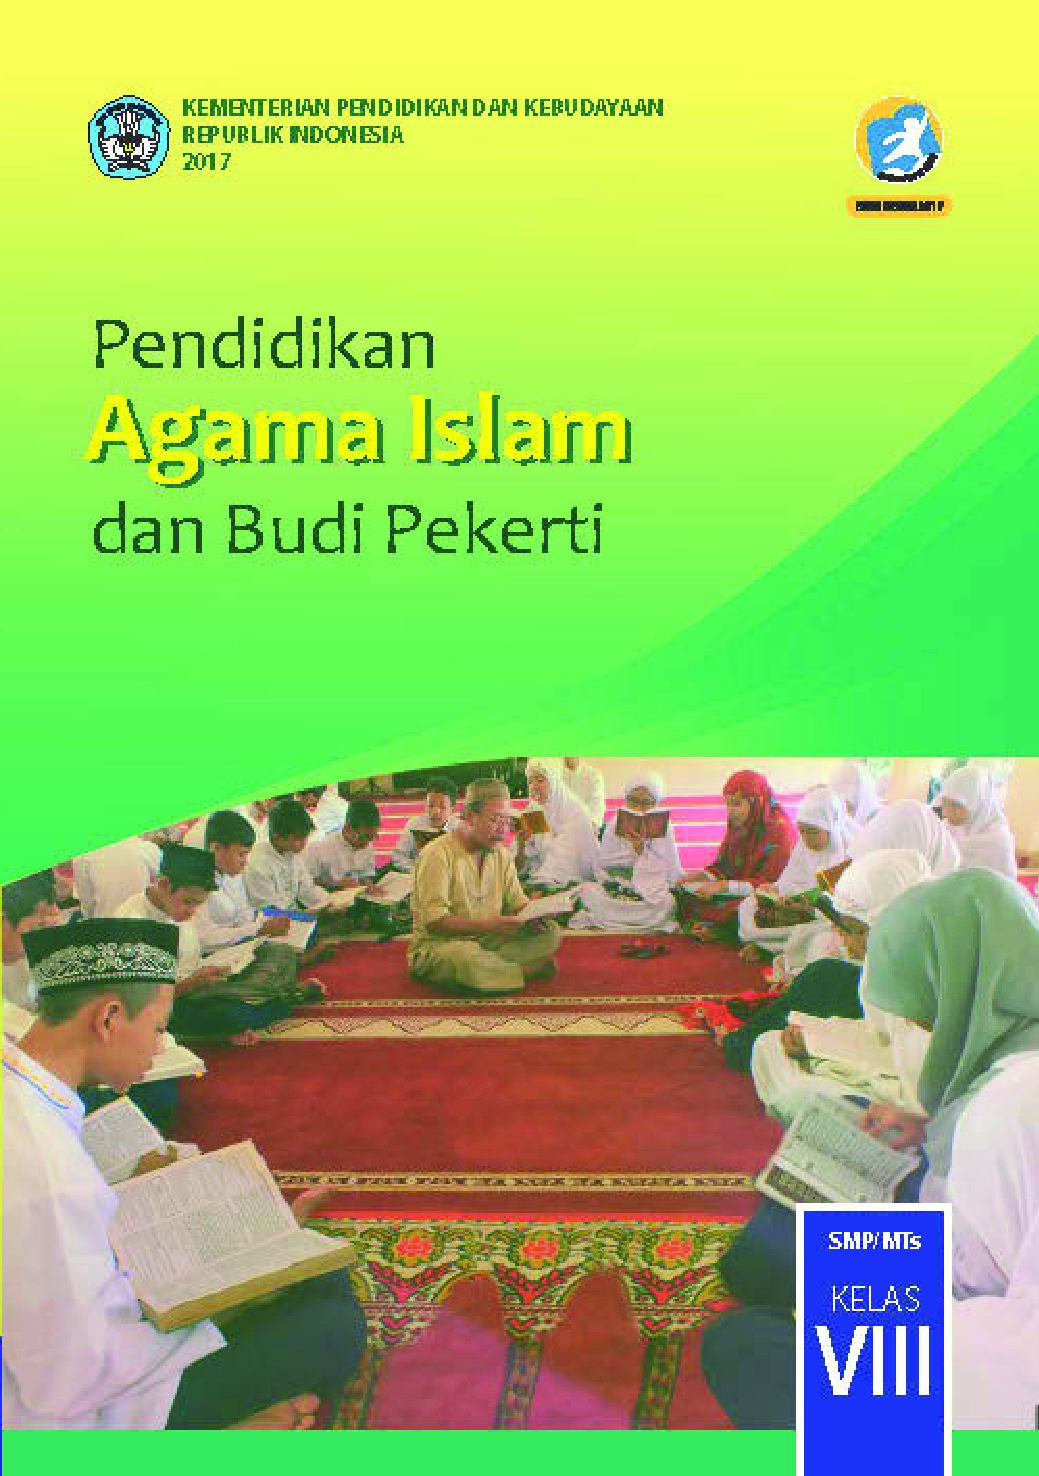 KEMENTERIAN PENDIDIKAN DAN KEBUDAYAAN
REPUBLIK INDONESIA
2017
Pendidikan
Agama Islam
dan Budi Pekerti
SMP/MTs
KELAS
VIII